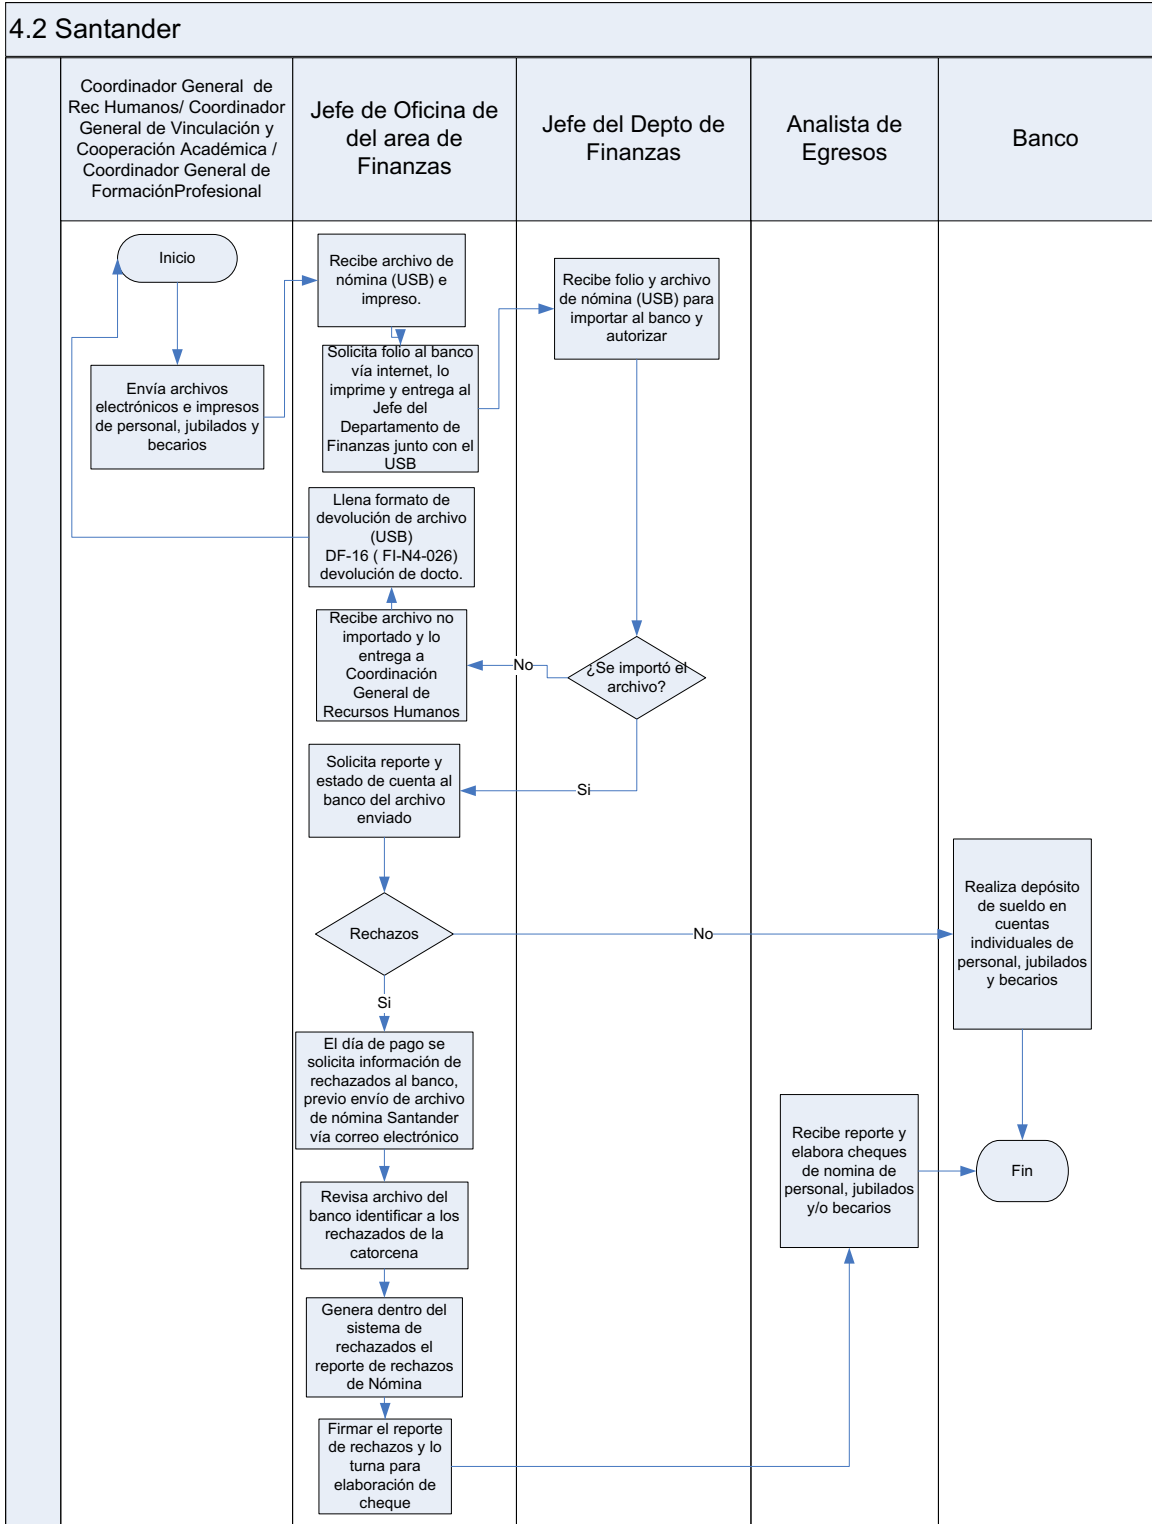 4.2 Santander
Coordinador General de
Rec Humanos/ Coordinador
General de Vinculación y
Cooperación Académica /
Coordinador General de
FormaciónProfesional
Jefe de Oficina de
del area de
Finanzas
Jefe del Depto de
Finanzas
Analista de
Egresos
Banco
Inicio
Envía archivos
electrónicos e impresos
de personal, jubilados y
becarios
Recibe archivo de
nómina (USB) e
impreso.
Solicita folio al banco
vía internet, lo
imprime y entrega al
Jefe del
Departamento de
Finanzas junto con el
USB
Recibe folio y archivo
de nómina (USB) para
importar al banco y
autorizar
Llena formato de
devolución de archivo
(USB)
DF-16 ( FI-N4-026)
devolución de docto.
Recibe archivo no
importado y lo
entrega a
Coordinación
General de
Recursos Humanos
No
¿Se importó el
archivo?
Si
Solicita reporte y
estado de cuenta al
banco del archivo
enviado
Rechazos
No
Realiza depósito
de sueldo en
cuentas
individuales de
personal, jubilados
y becarios
Si
El día de pago se
solicita información de
rechazados al banco,
previo envío de archivo
de nómina Santander
vía correo electrónico
Revisa archivo del
banco identificar a los
rechazados de la
catorcena
Genera dentro del
sistema de
rechazados el
reporte de rechazos
de Nómina
Firmar el reporte
de rechazos y lo
turna para
elaboración de
cheque
Recibe reporte y
elabora cheques
de nomina de
personal, jubilados
y/o becarios
Fin